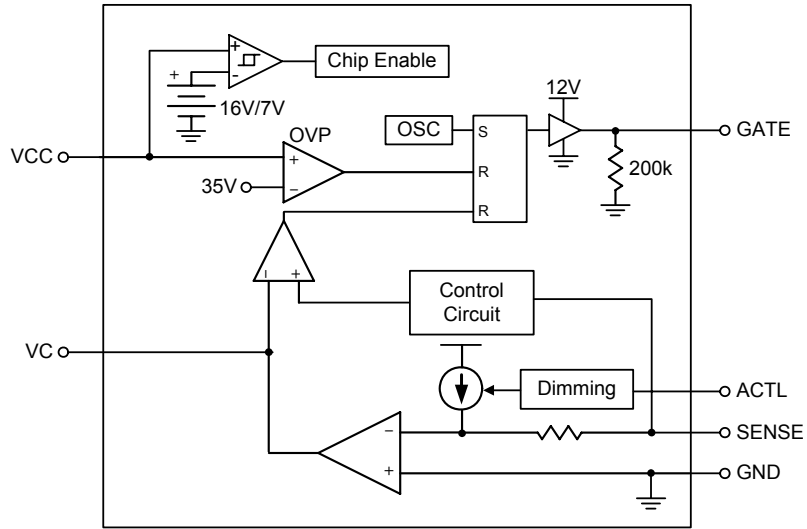 +
-
Chip Enable
+
16V/7V
12V
OVP
OSC
S
GATE
VCC
+
35V
−
R
200k
R
− +
Control
Circuit
VC
Dimming
ACTL
−
SENSE
+
GND